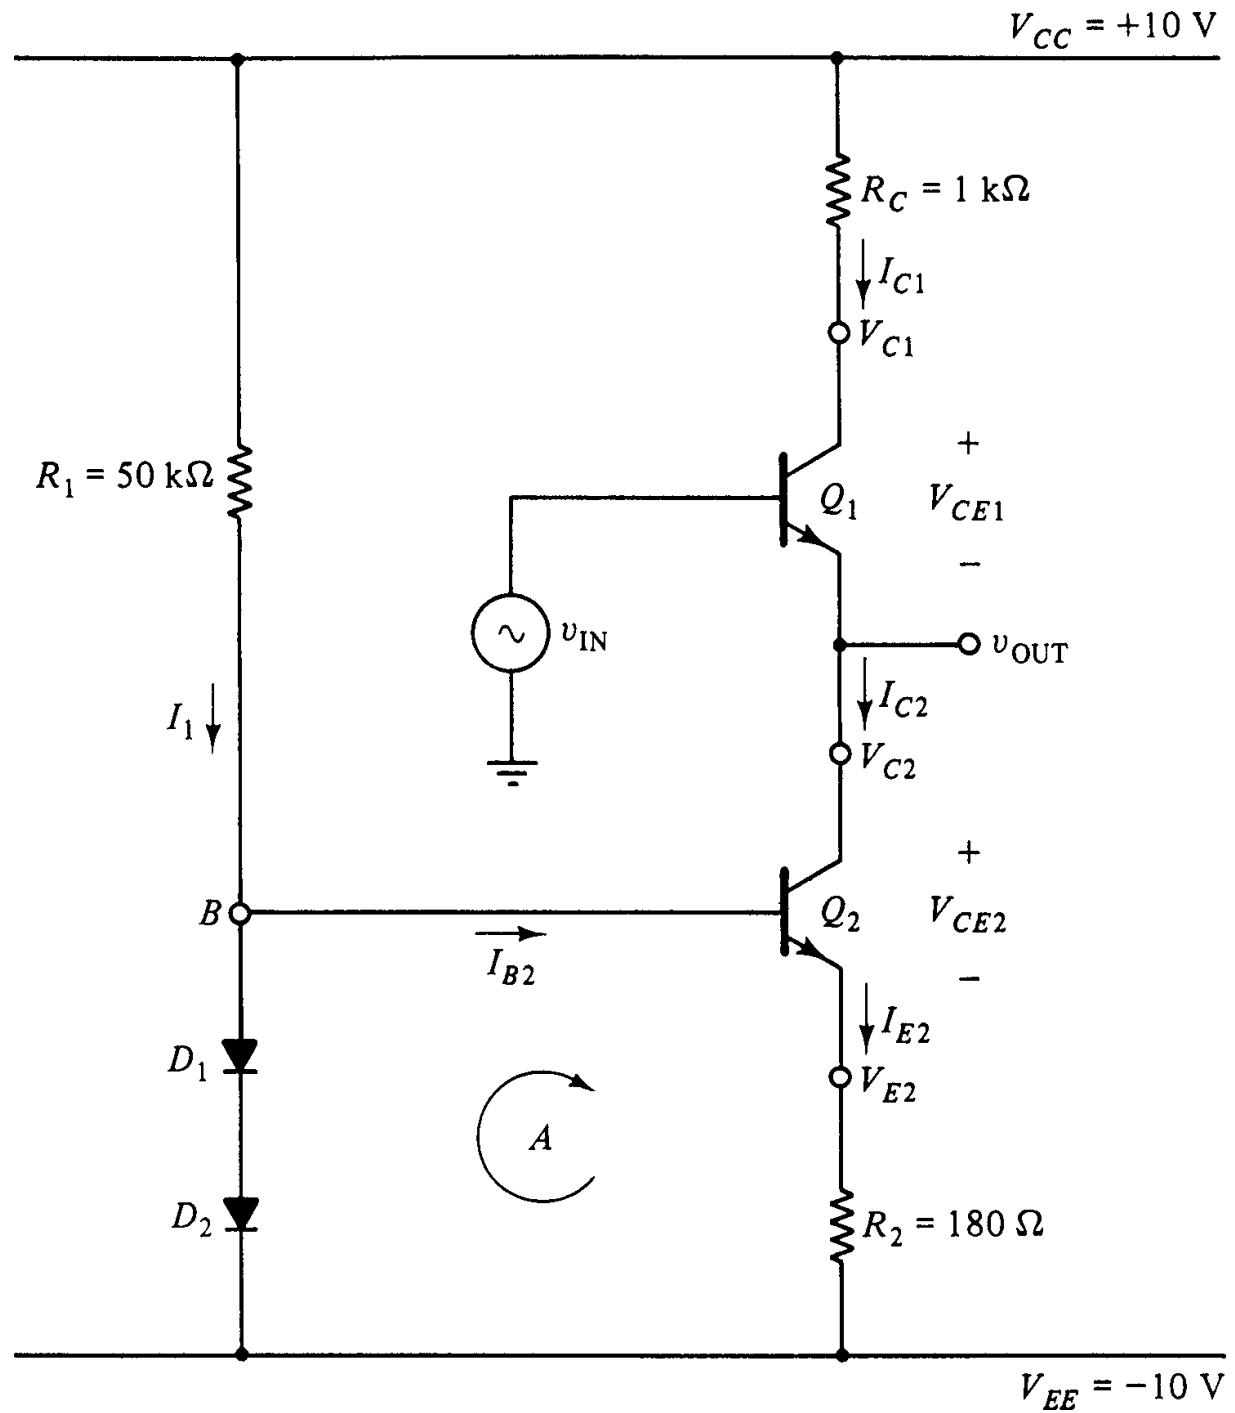 V_CC = +10 V
R_C = 1 kΩ
I_C1
V_C1
+
R_1 = 50 kΩ
Q_1
V_CE1
−
v_IN
v_OUT
I_1
I_C2
V_C2
+
B
Q_2
V_CE2
I_B2
−
I_E2
D_1
V_E2
A
D_2
R_2 = 180 Ω
V_EE = −10 V